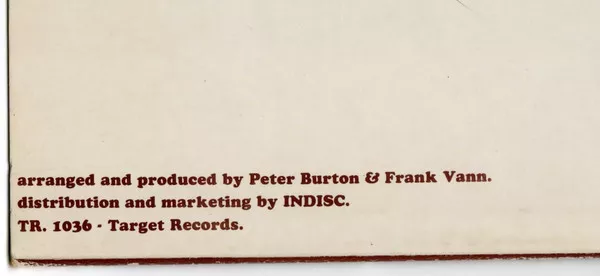 arranged and produced by Peter Burton & Frank Vann.
distribution and marketing by INDISC.
TR. 1036 - Target Records.